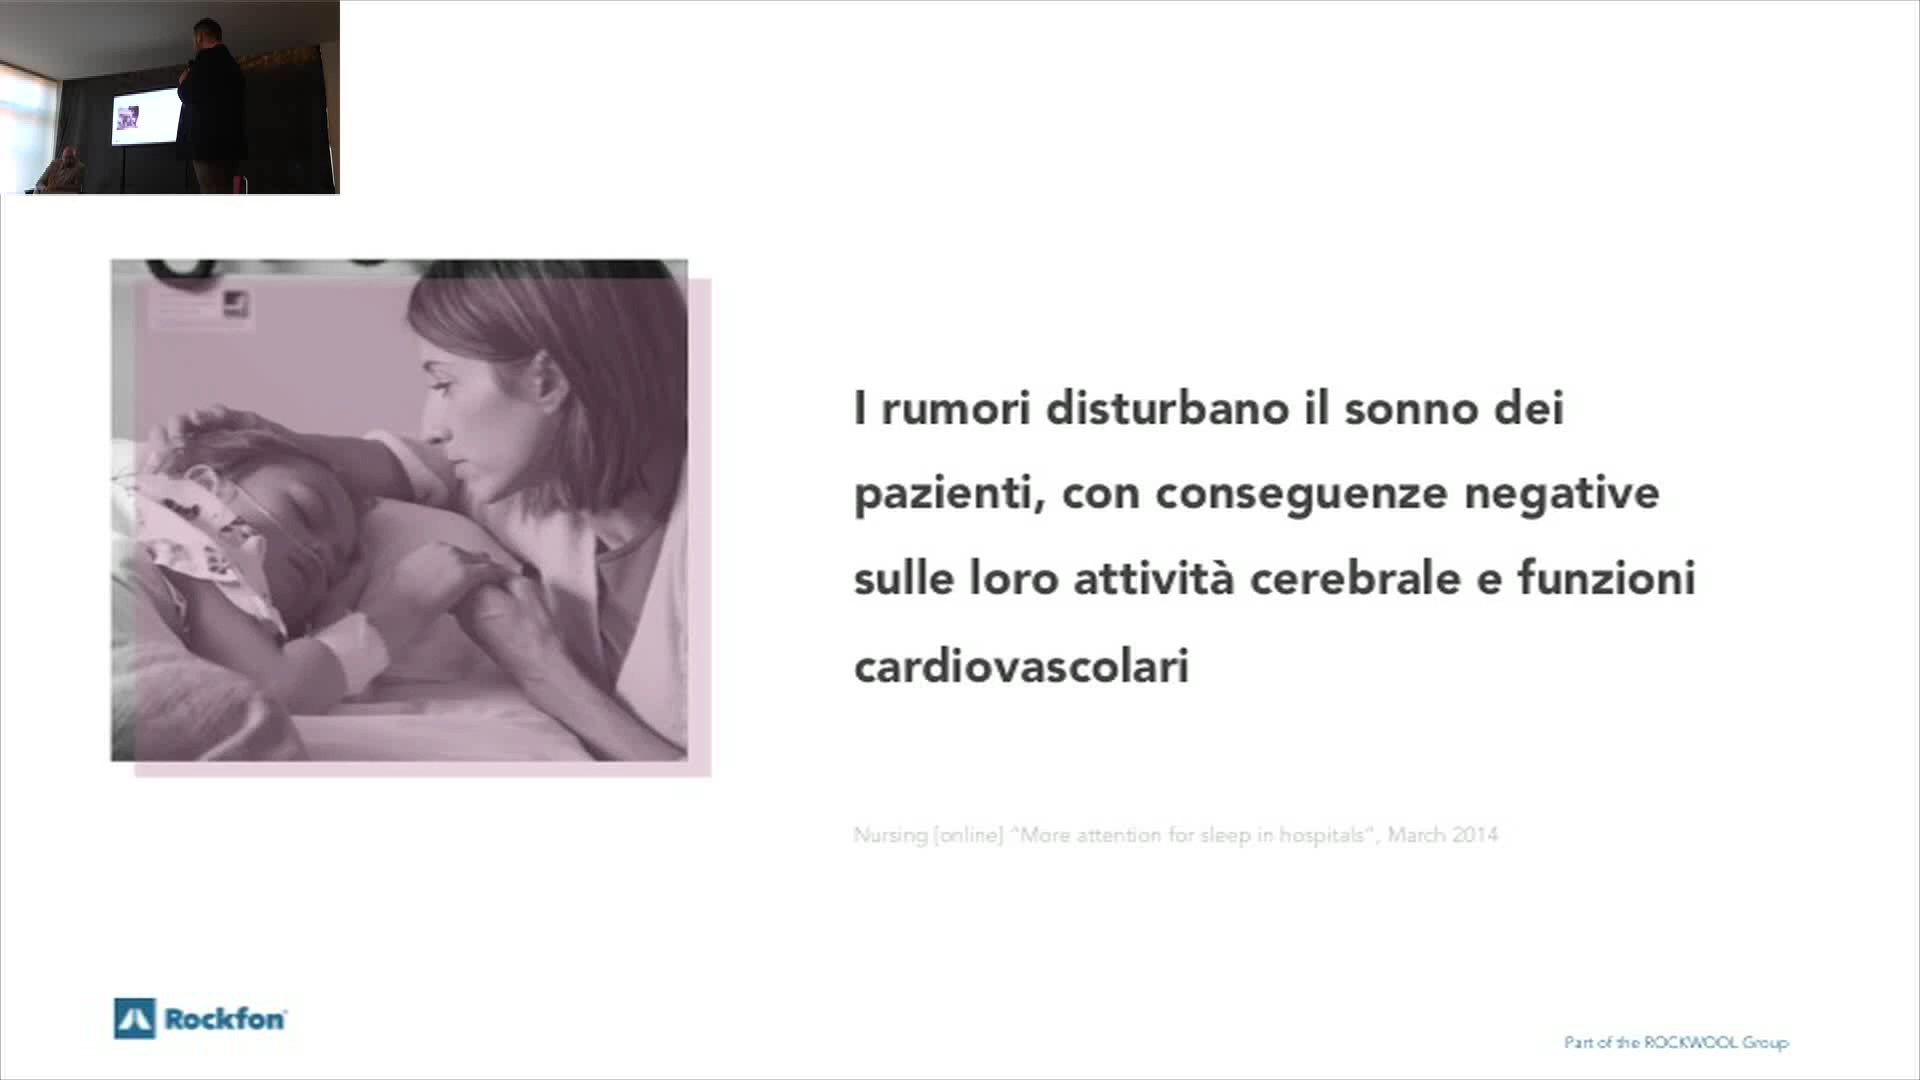 I rumori disturbano il sonno dei
pazienti, con conseguenze negative
sulle loro attività cerebrale e funzioni
cardiovascolari
Nursing [online] “More attention for sleep in hospitals”, March 2014
Rockfon
Part of the ROCKWOOL Group